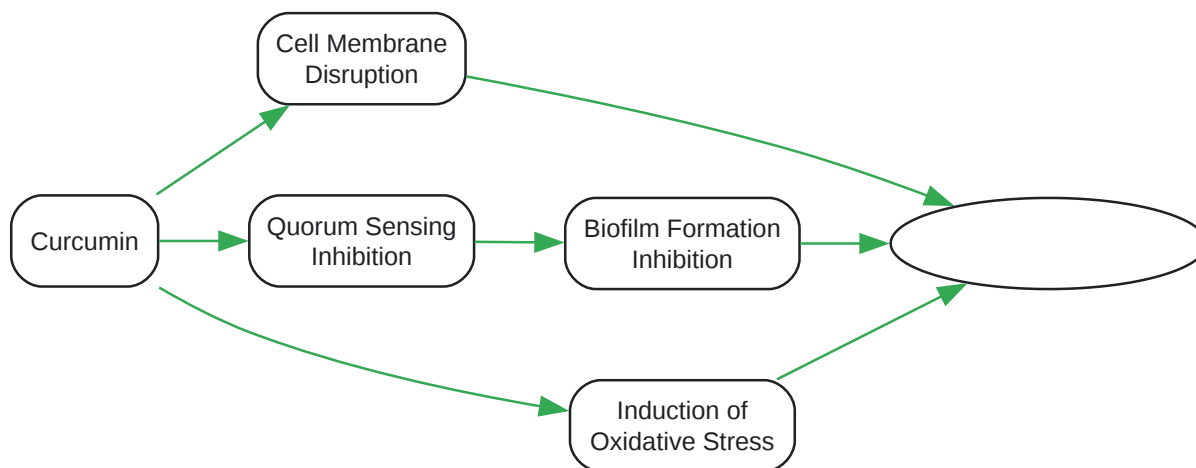 Cell Membrane
Disruption
Curcumin
Quorum Sensing
Inhibition
Biofilm Formation
Inhibition
Induction of
Oxidative Stress